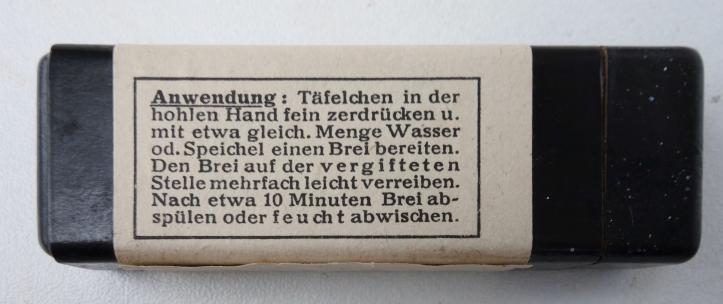 Anwendung: Täfelchen in der
hohlen Hand fein zerdrücken u.
mit etwa gleich. Menge Wasser
od. Speichel einen Brei bereiten.
Den Brei auf der vergifteten
Stelle mehrfach leicht verreiben.
Nach etwa 10 Minuten Brei ab-
spülen oder feucht abwischen.